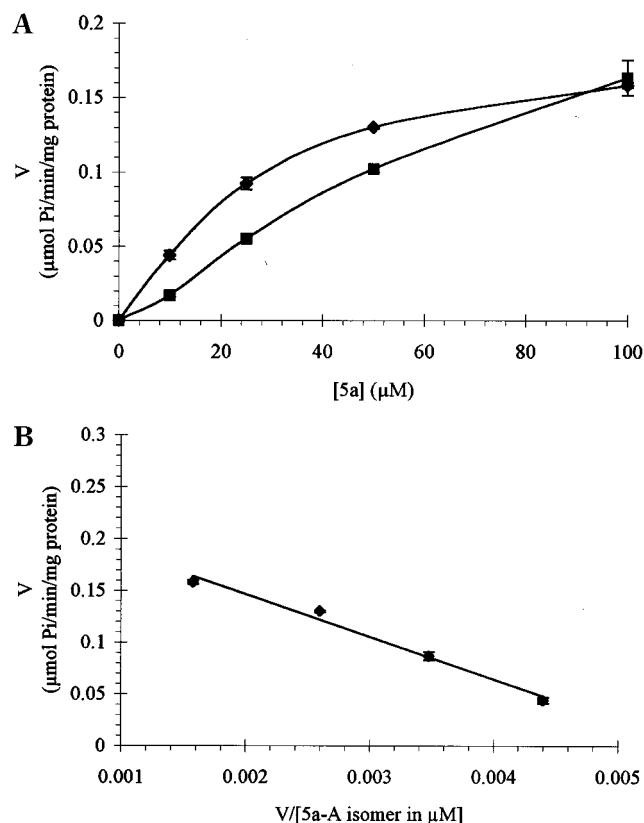 A
0.2
0.15
0.1
0.05
0
V
(μmol Pi/min/mg protein)
0 20 40 60 80 100
[5a] (μM)
B
0.3
0.25
0.2
0.15
0.1
0.05
0
V
(μmol Pi/min/mg protein)
0.001 0.002 0.003 0.004 0.005
V/[5a-A isomer in μM]